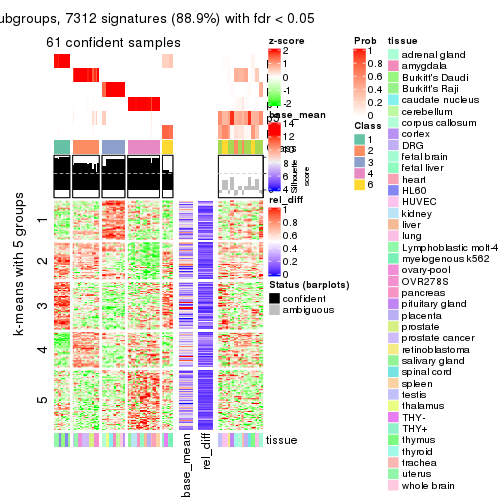 ubgroups, 7312 signatures (88.9%) with fdr < 0.05
61 confident samples
z-score
2
1
0
-1
-2
base_mean
14
12
10
8
6
4
Silhouette
score
rel_diff
1
0.8
0.6
0.4
0.2
0
Status (barplots)
confident
ambiguous
Prob
1
0.8
0.6
0.4
0.2
0
Class
1
2
3
4
6
k-means with 5 groups
1
2
3
4
5
tissue
base_mean
rel_diff
tissue
adrenal gland
amygdala
Burkitt's Daudi
Burkitt's Raji
caudate nucleus
cerebellum
corpus callosum
cortex
DRG
fetal brain
fetal liver
heart
HL60
HUVEC
kidney
liver
lung
Lymphoblastic molt-4
myelogenous k562
ovary-pool
OVR278S
pancreas
pituitary gland
placenta
prostate
prostate cancer
retinoblastoma
salivary gland
spinal cord
spleen
testis
thalamus
THY-
THY+
thymus
thyroid
trachea
uterus
whole brain